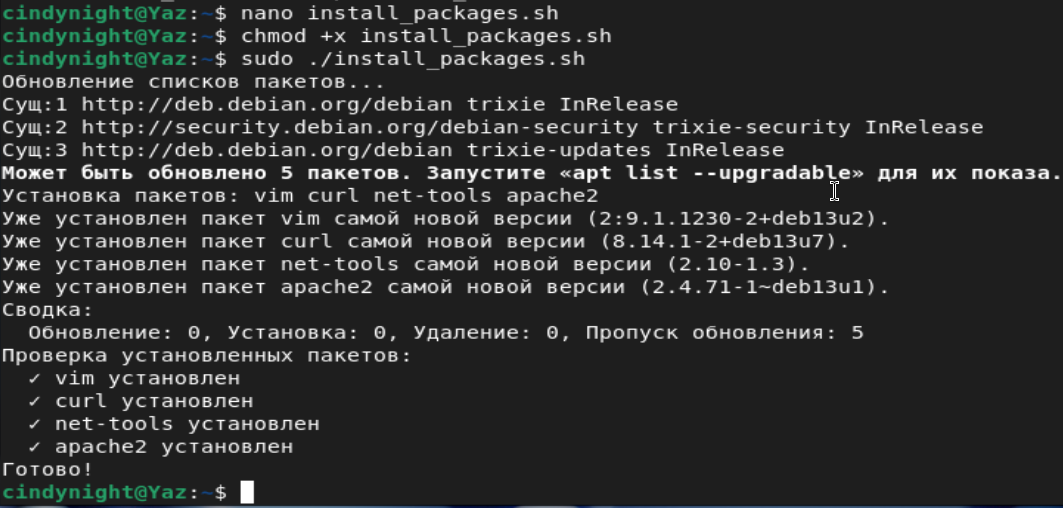 cindynight@Yaz:~$ nano install_packages.sh
cindynight@Yaz:~$ chmod +x install_packages.sh
cindynight@Yaz:~$ sudo ./install_packages.sh
Обновление списков пакетов...
Сущ:1 http://deb.debian.org/debian trixie InRelease
Сущ:2 http://security.debian.org/debian-security trixie-security InRelease
Сущ:3 http://deb.debian.org/debian trixie-updates InRelease
Может быть обновлено 5 пакетов. Запустите «apt list --upgradable» для их показа.
Установка пакетов: vim curl net-tools apache2
Уже установлен пакет vim самой новой версии (2:9.1.1230-2+deb13u2).
Уже установлен пакет curl самой новой версии (8.14.1-2+deb13u7).
Уже установлен пакет net-tools самой новой версии (2.10-1.3).
Уже установлен пакет apache2 самой новой версии (2.4.71-1~deb13u1).
Сводка:
  Обновление: 0, Установка: 0, Удаление: 0, Пропуск обновления: 5
Проверка установленных пакетов:
  ✓ vim установлен
  ✓ curl установлен
  ✓ net-tools установлен
  ✓ apache2 установлен
Готово!
cindynight@Yaz:~$